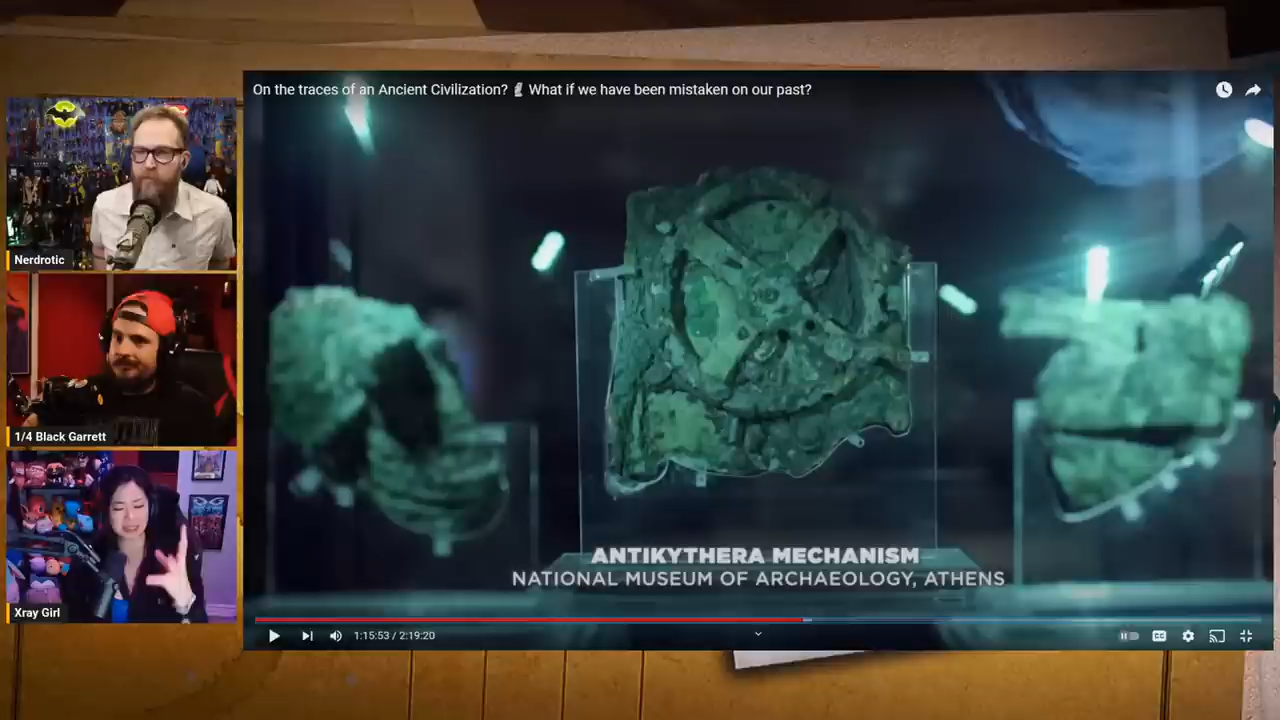 On the traces of an Ancient Civilization? 🗿 What if we have been mistaken on our past?
Nerdrotic
1/4 Black Garrett
Xray Girl
ANTIKYTHERA MECHANISM
NATIONAL MUSEUM OF ARCHAEOLOGY, ATHENS
1:15:53 / 2:19:20
CC